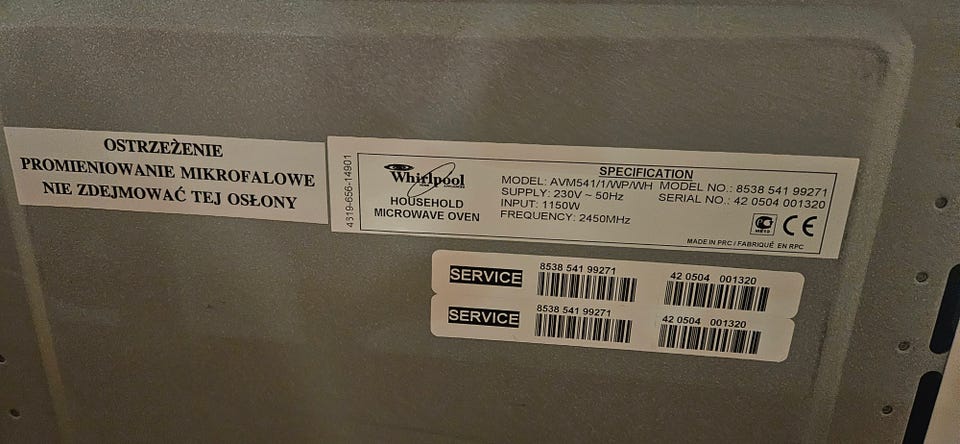 OSTRZEŻENIE
PROMIENIOWANIE MIKROFALOWE
NIE ZDEJMOWAĆ TEJ OSŁONY
4619-656-14901
Whirlpool
HOUSEHOLD
MICROWAVE OVEN
SPECIFICATION
MODEL: AVM541/1/WP/WH MODEL NO.: 8538 541 99271
SUPPLY: 230V ~ 50Hz SERIAL NO.: 42 0504 001320
INPUT: 1150W
FREQUENCY: 2450MHz
CE
MADE IN PRC / FABRIQUÉ EN RPC
SERVICE 8538 541 99271 42 0504 001320
SERVICE 8538 541 99271 42 0504 001320